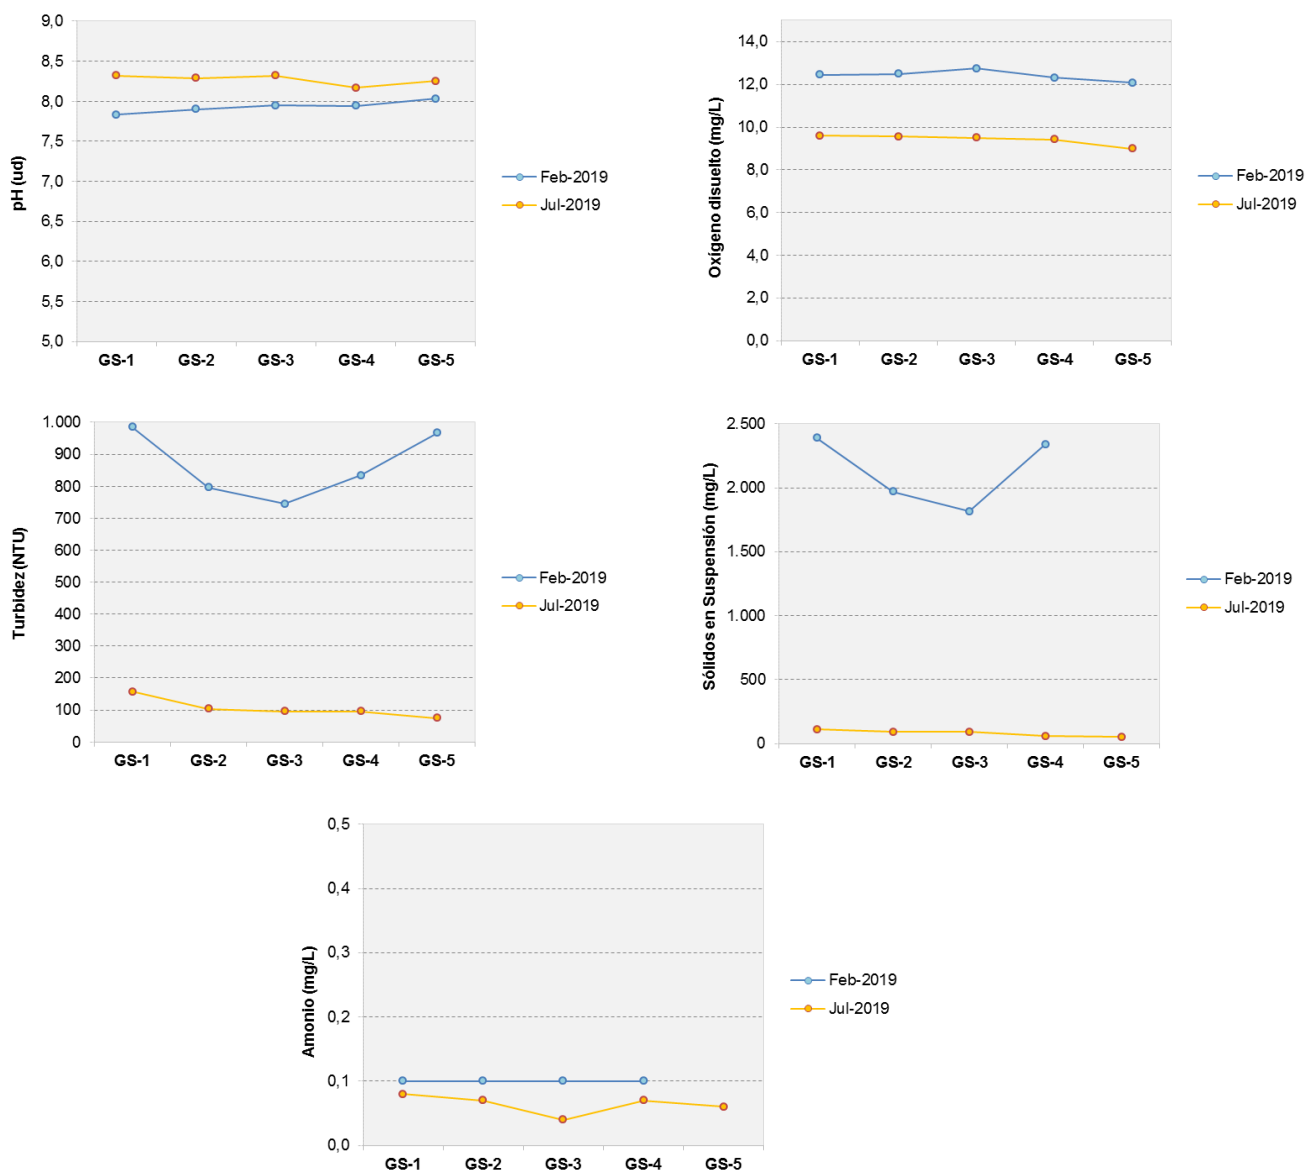 pH (ud)
9,0
8,5
8,0
7,5
7,0
6,5
6,0
5,5
5,0
GS-1 GS-2 GS-3 GS-4 GS-5
Feb-2019
Jul-2019
Oxígeno disuelto (mg/L)
14,0
12,0
10,0
8,0
6,0
4,0
2,0
0,0
GS-1 GS-2 GS-3 GS-4 GS-5
Feb-2019
Jul-2019
Turbidez (NTU)
1.000
900
800
700
600
500
400
300
200
100
0
GS-1 GS-2 GS-3 GS-4 GS-5
Feb-2019
Jul-2019
Sólidos en Suspensión (mg/L)
2.500
2.000
1.500
1.000
500
0
GS-1 GS-2 GS-3 GS-4 GS-5
Feb-2019
Jul-2019
Amonio (mg/L)
0,5
0,4
0,3
0,2
0,1
0,0
GS-1 GS-2 GS-3 GS-4 GS-5
Feb-2019
Jul-2019